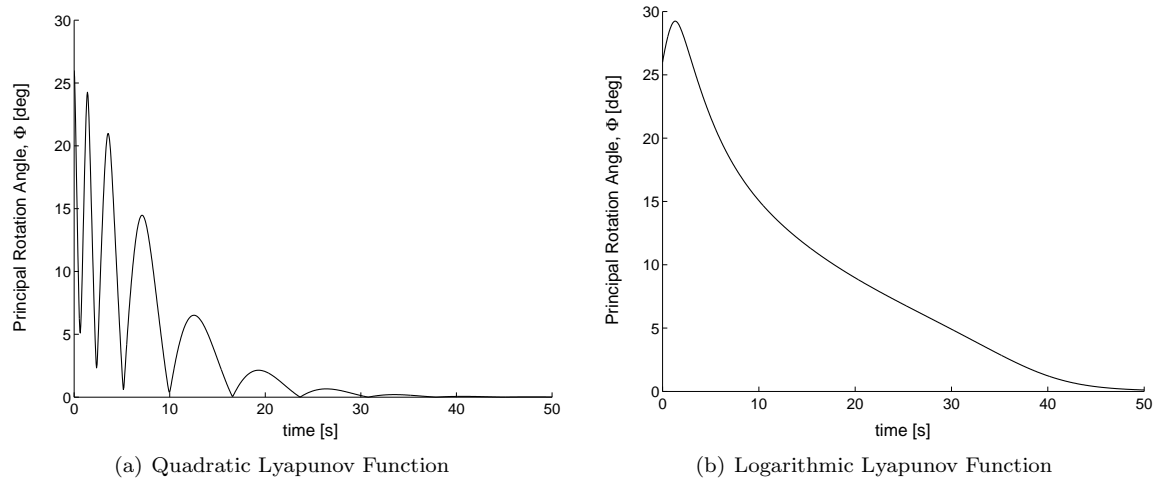 30
25
20
15
10
5
0
Principal Rotation Angle, Φ [deg]
0 10 20 30 40 50
time [s]
(a) Quadratic Lyapunov Function
30
25
20
15
10
5
0
Principal Rotation Angle, Φ [deg]
0 10 20 30 40 50
time [s]
(b) Logarithmic Lyapunov Function